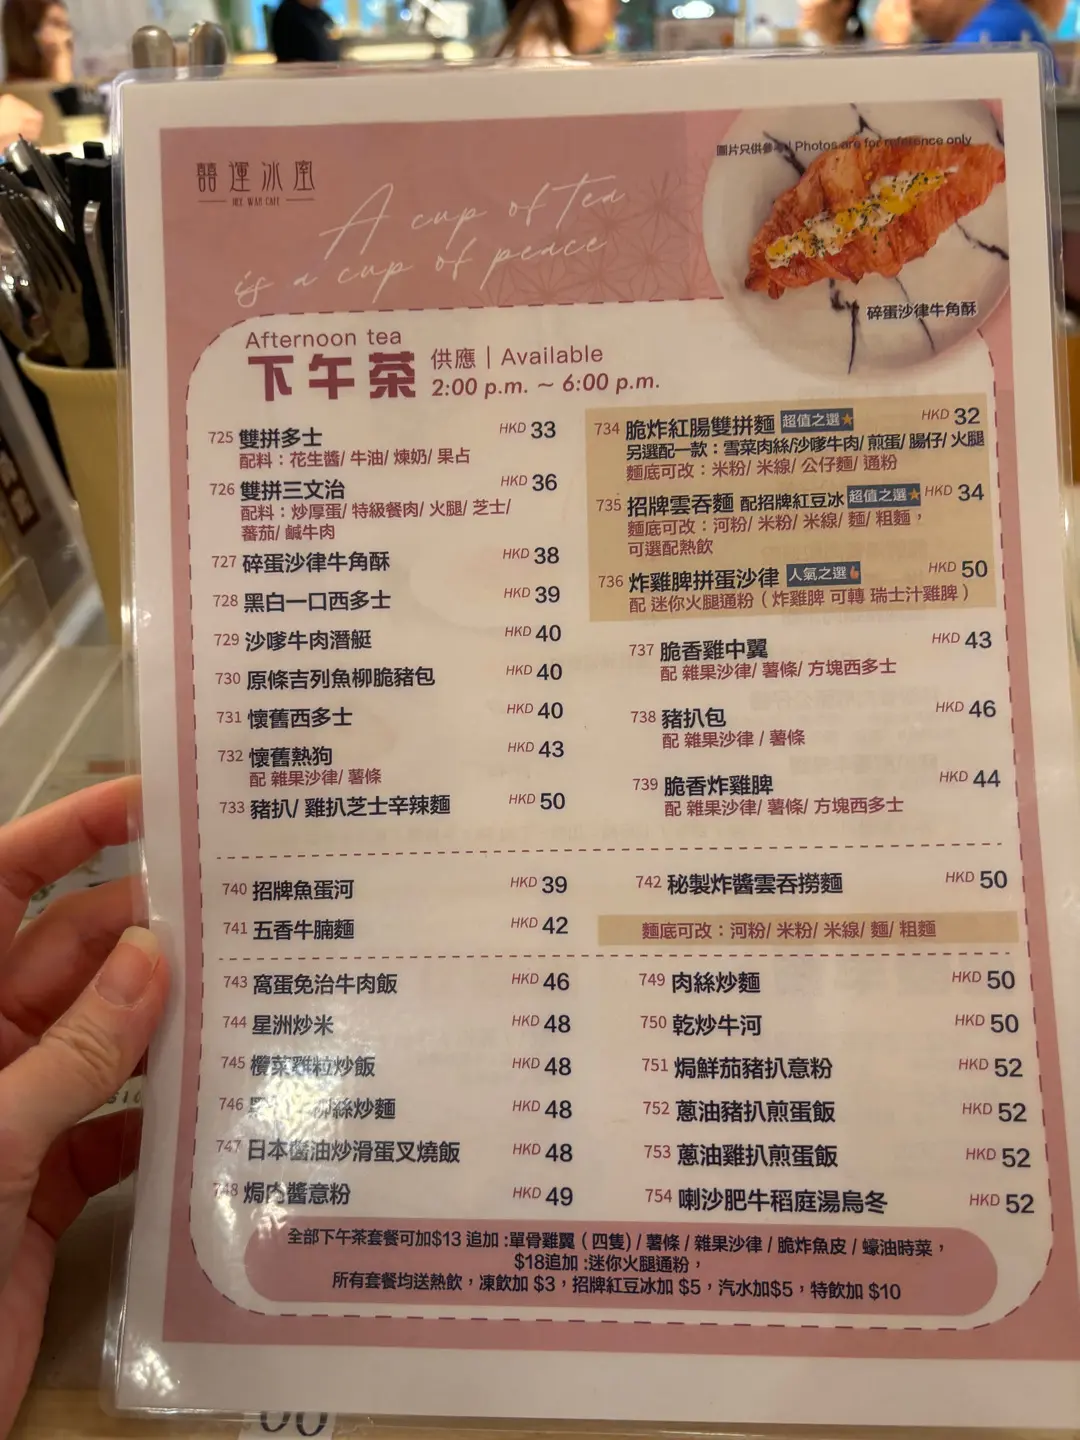 囍運冰室
HEE WAN CAFE
A cup of tea
is a cup of peace
圖片只供參考 | Photos are for reference only
碎蛋沙律牛角酥
Afternoon tea
下午茶 供應 | Available
2:00 p.m. ~ 6:00 p.m.
725 雙拼多士 HKD 33
配料：花生醬/ 牛油/ 煉奶/ 果占
726 雙拼三文治 HKD 36
配料：炒厚蛋/ 特級餐肉/ 火腿/ 芝士/
蕃茄/ 鹹牛肉
727 碎蛋沙律牛角酥 HKD 38
728 黑白一口西多士 HKD 39
729 沙嗲牛肉潛艇 HKD 40
730 原條吉列魚柳脆豬包 HKD 40
731 懷舊西多士 HKD 40
732 懷舊熱狗 HKD 43
配 雜果沙律/ 薯條
733 豬扒/ 雞扒芝士辛辣麵 HKD 50
734 脆炸紅腸雙拼麵 超值之選 HKD 32
另選配一款：雪菜肉絲/沙嗲牛肉/ 煎蛋/ 腸仔/ 火腿
麵底可改：米粉/ 米線/ 公仔麵/ 通粉
735 招牌雲吞麵 配招牌紅豆冰 超值之選 HKD 34
麵底可改：河粉/ 米粉/ 米線/ 麵/ 粗麵，
可選配熱飲
736 炸雞髀拼蛋沙律 人氣之選 HKD 50
配 迷你火腿通粉（ 炸雞髀 可轉 瑞士汁雞髀 ）
737 脆香雞中翼 HKD 43
配 雜果沙律/ 薯條/ 方塊西多士
738 豬扒包 HKD 46
配 雜果沙律 / 薯條
739 脆香炸雞髀 HKD 44
配 雜果沙律/ 薯條/ 方塊西多士
740 招牌魚蛋河 HKD 39
741 五香牛腩麵 HKD 42
742 秘製炸醬雲吞撈麵 HKD 50
麵底可改：河粉/ 米粉/ 米線/ 麵/ 粗麵
743 窩蛋免治牛肉飯 HKD 46
744 星洲炒米 HKD 48
745 欖菜雞粒炒飯 HKD 48
746 柳絲炒麵 HKD 48
747 日本醬油炒滑蛋叉燒飯 HKD 48
748 焗肉醬意粉 HKD 49
749 肉絲炒麵 HKD 50
750 乾炒牛河 HKD 50
751 焗鮮茄豬扒意粉 HKD 52
752 蔥油豬扒煎蛋飯 HKD 52
753 蔥油雞扒煎蛋飯 HKD 52
754 喇沙肥牛稻庭湯烏冬 HKD 52
全部下午茶套餐可加$13 追加 :單骨雞翼（ 四隻) / 薯條 / 雜果沙律 / 脆炸魚皮 / 蠔油時菜，
$18追加 :迷你火腿通粉，
所有套餐均送熱飲，凍飲加 $3，招牌紅豆冰加 $5，汽水加$5，特飲加 $10